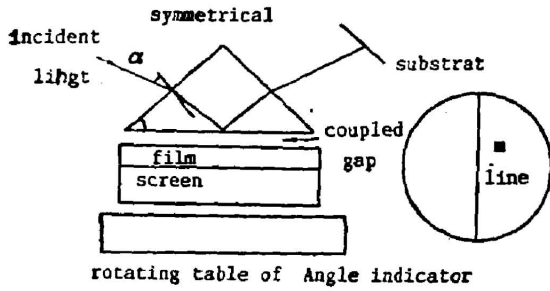 symmetrical
incident
lihgt
α
substrat
coupled
gap
film
screen
■
line
rotating table of Angle indicator